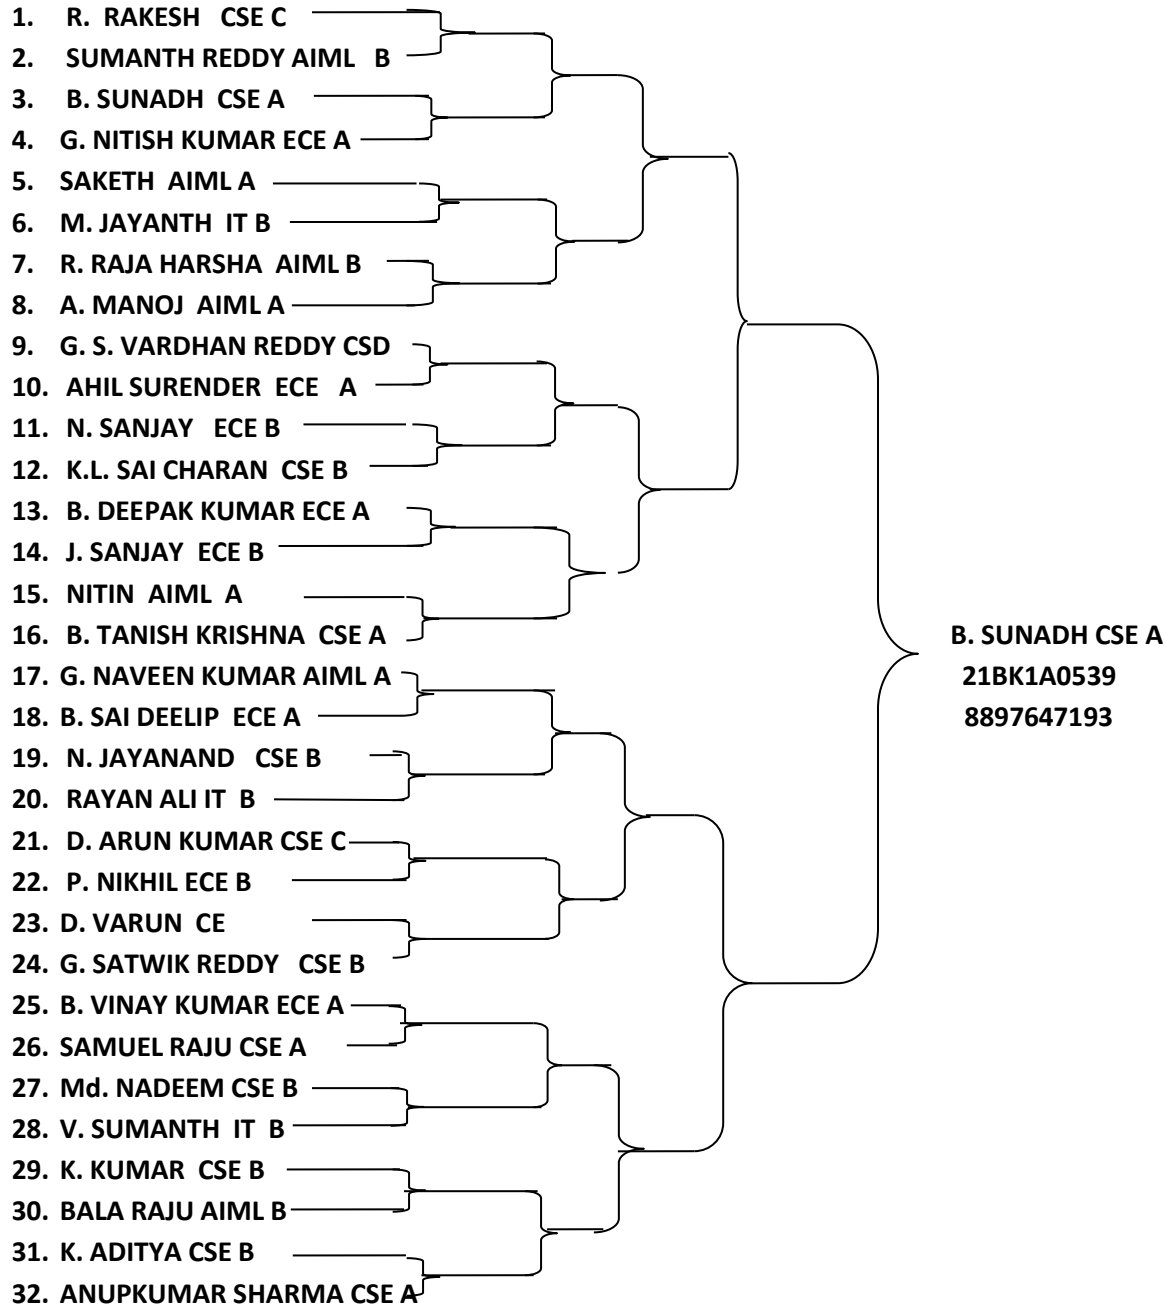 1. R. RAKESH CSE C
2. SUMANTH REDDY AIML B
3. B. SUNADH CSE A
4. G. NITISH KUMAR ECE A
5. SAKETH AIML A
6. M. JAYANTH IT B
7. R. RAJA HARSHA AIML B
8. A. MANOJ AIML A
9. G. S. VARDHAN REDDY CSD
10. AHIL SURENDER ECE A
11. N. SANJAY ECE B
12. K.L. SAI CHARAN CSE B
13. B. DEEPAK KUMAR ECE A
14. J. SANJAY ECE B
15. NITIN AIML A
16. B. TANISH KRISHNA CSE A
17. G. NAVEEN KUMAR AIML A
18. B. SAI DEELIP ECE A
19. N. JAYANAND CSE B
20. RAYAN ALI IT B
21. D. ARUN KUMAR CSE C
22. P. NIKHIL ECE B
23. D. VARUN CE
24. G. SATWIK REDDY CSE B
25. B. VINAY KUMAR ECE A
26. SAMUEL RAJU CSE A
27. Md. NADEEM CSE B
28. V. SUMANTH IT B
29. K. KUMAR CSE B
30. BALA RAJU AIML B
31. K. ADITYA CSE B
32. ANUPKUMAR SHARMA CSE A
B. SUNADH CSE A
21BK1A0539
8897647193